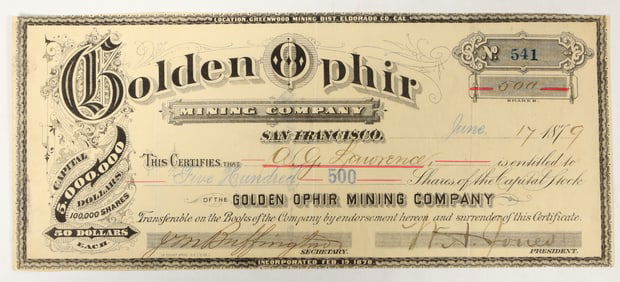 LOCATION, GREENWOOD MINING DIST. ELDORADO CO. CAL.
Golden Ophir
MINING COMPANY
SAN FRANCISCO,
No 541
500
SHARES.
June 17 1879
THIS CERTIFIES THAT A. G. Lawrence is entitled to
Five Hundred 500 Shares of the Capital Stock
OF THE GOLDEN OPHIR MINING COMPANY
Transferable on the Books of the Company by endorsement hereon and surrender of this Certificate.
J M Buffington SECRETARY.
PRESIDENT.
CAPITAL
5,000,000
DOLLARS
100,000 SHARES
50 DOLLARS
EACH
INCORPORATED FEB. 19, 1878